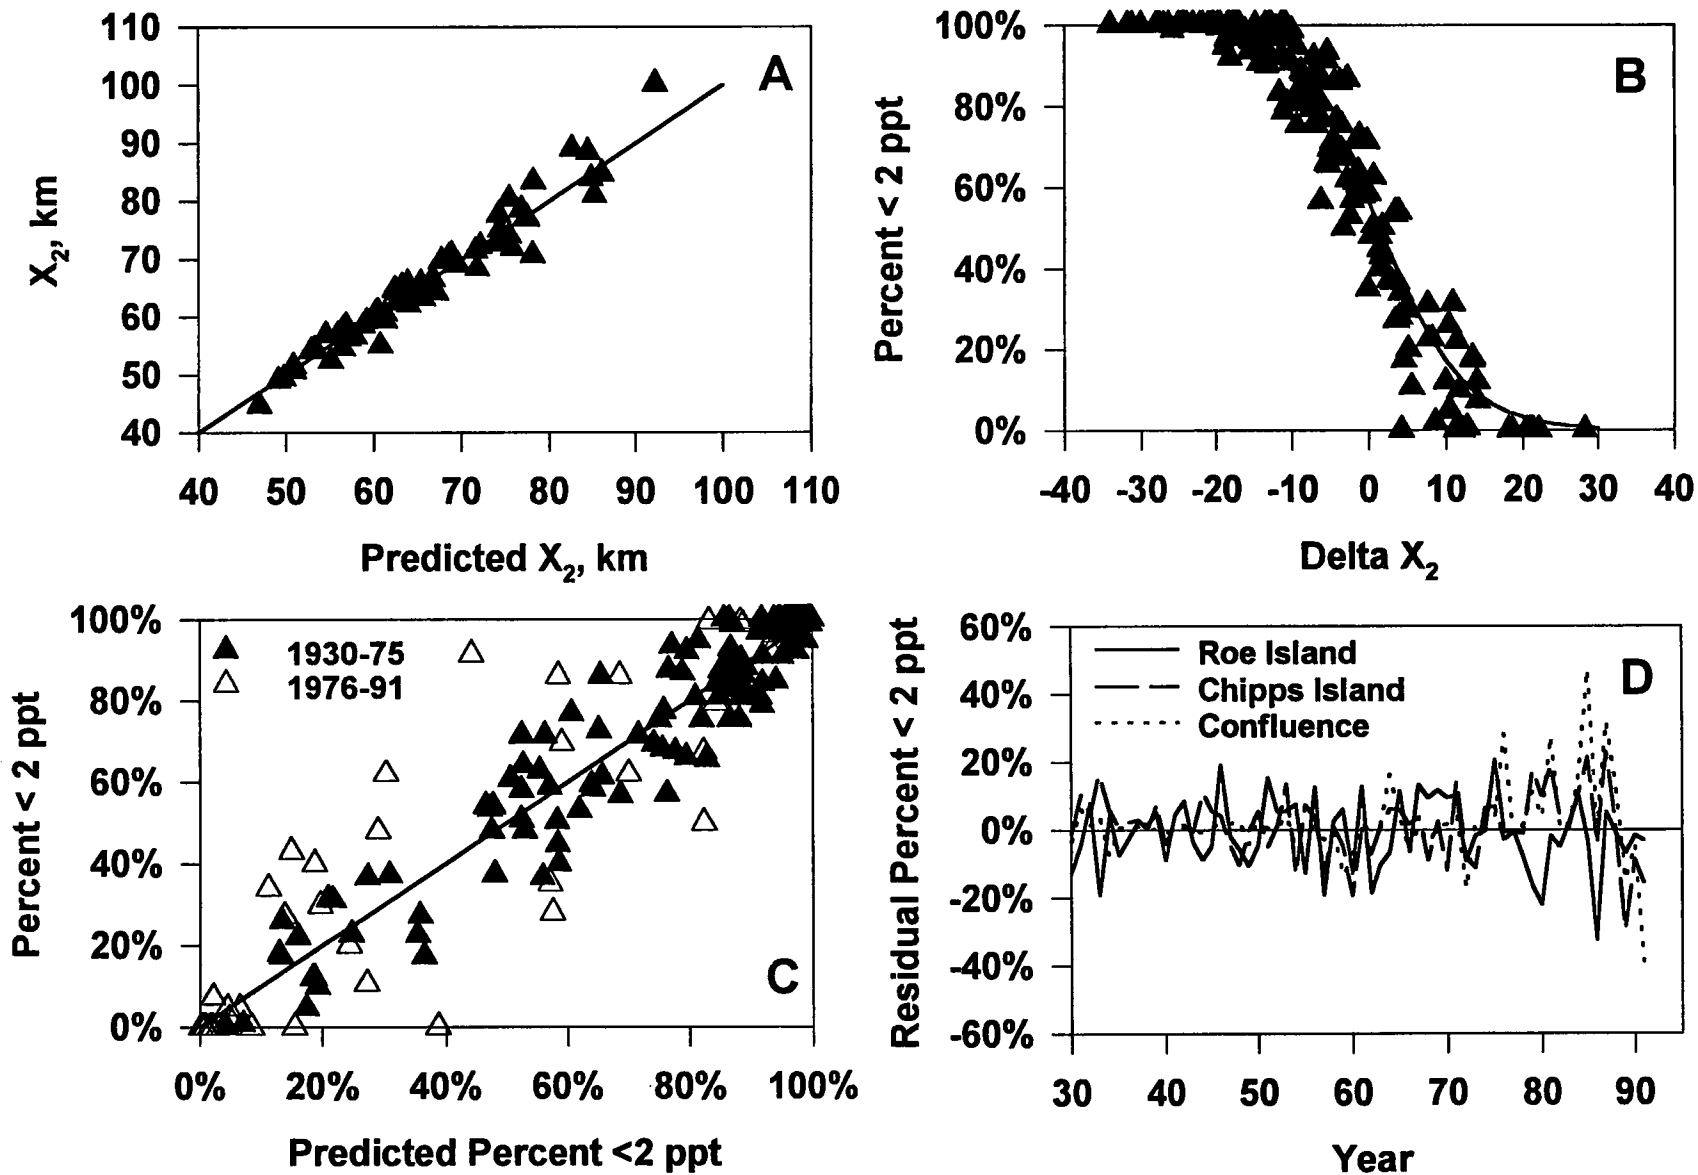 110
100
90
80
70
60
50
40
X2, km
A
40 50 60 70 80 90 100 110
Predicted X2, km
100%
80%
60%
40%
20%
0%
Percent < 2 ppt
B
-40 -30 -20 -10 0 10 20 30 40
Delta X2
100%
80%
60%
40%
20%
0%
Percent < 2 ppt
1930-75
1976-91
C
0% 20% 40% 60% 80% 100%
Predicted Percent <2 ppt
60%
40%
20%
0%
-20%
-40%
-60%
Residual Percent < 2 ppt
Roe Island
Chipps Island
Confluence
D
30 40 50 60 70 80 90
Year